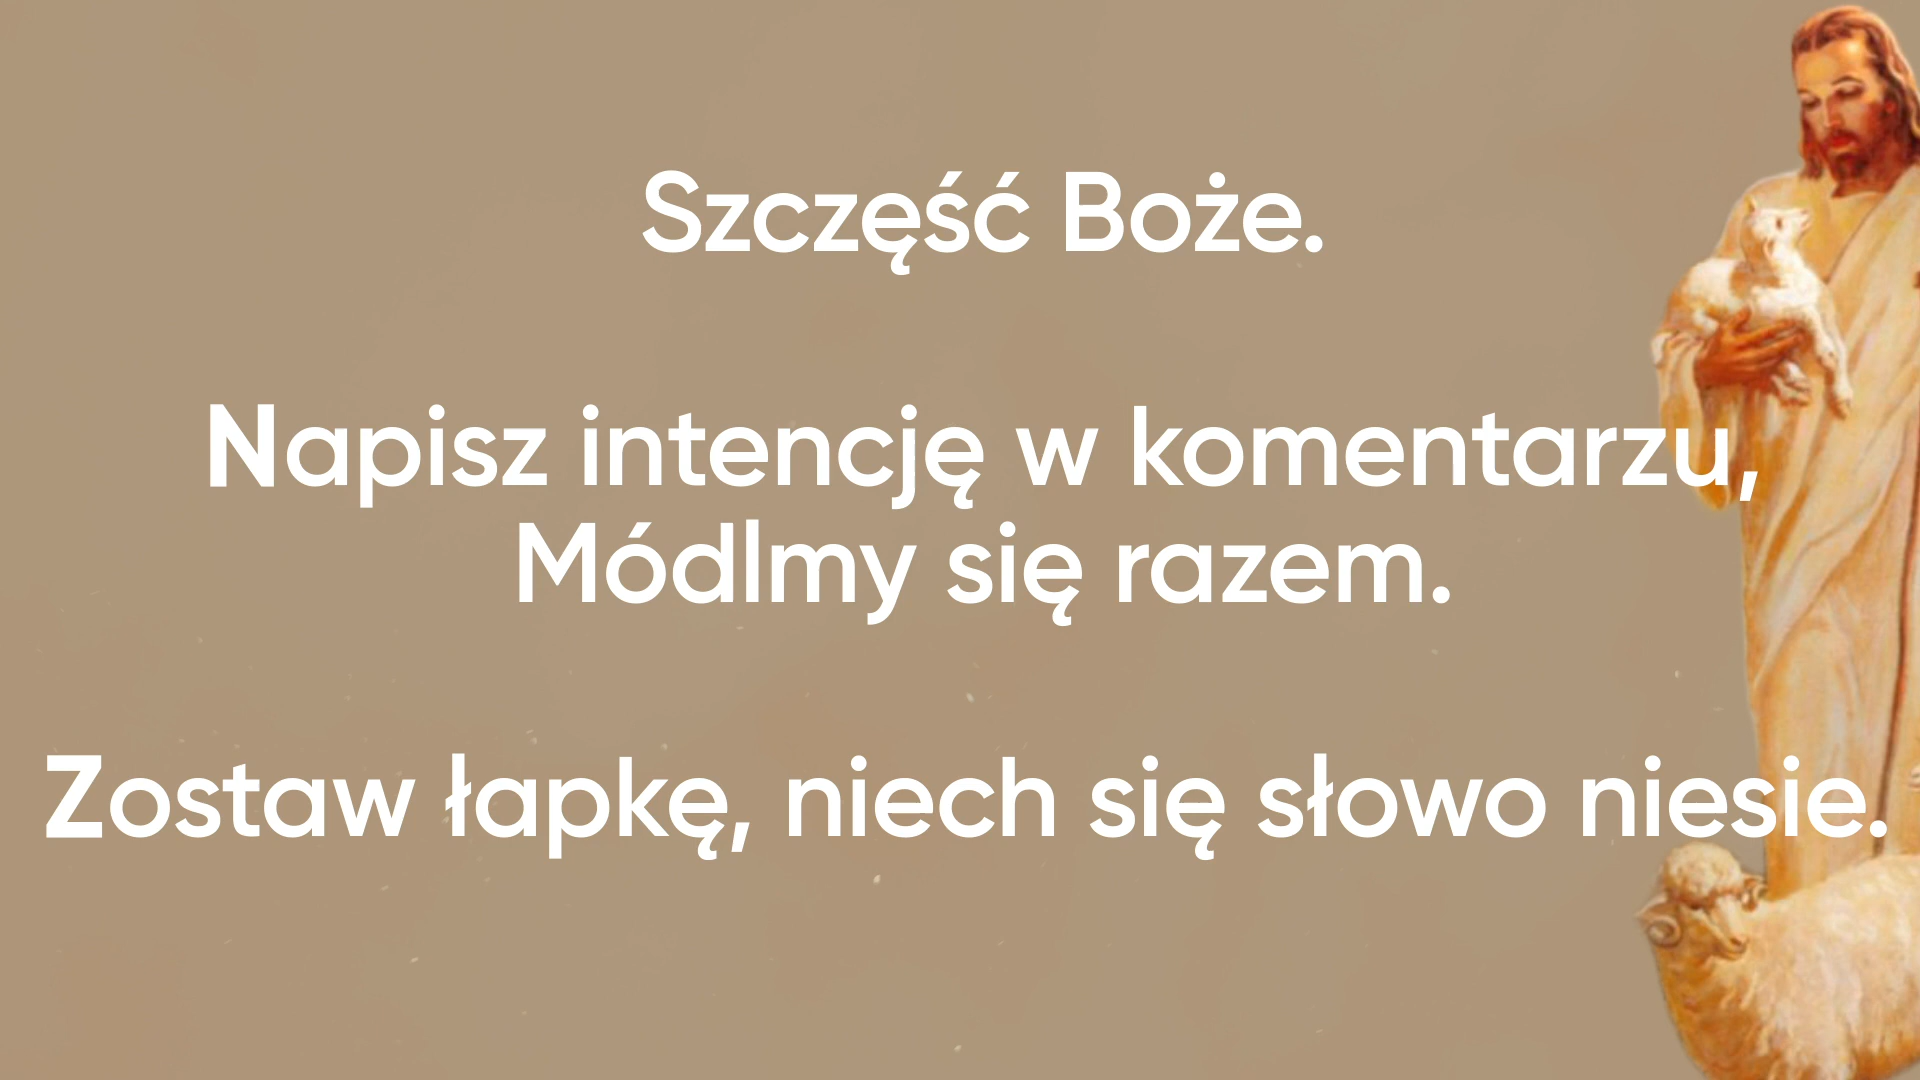 Szczęść Boże.
Napisz intencję w komentarzu,
Módlmy się razem.
Zostaw łapkę, niech się słowo niesie.